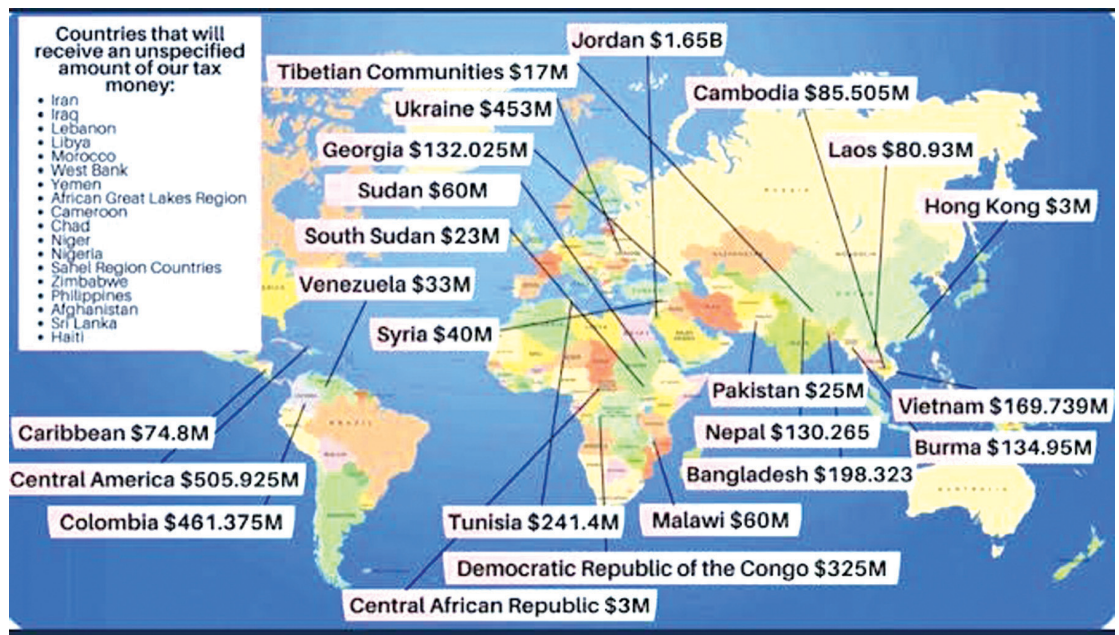 Countries that will
receive an unspecified
amount of our tax
money:
• Iran
• Iraq
• Lebanon
• Libya
• Morocco
• West Bank
• Yemen
• African Great Lakes Region
• Cameroon
• Chad
• Niger
• Nigeria
• Sahel Region Countries
• Zimbabwe
• Philippines
• Afghanistan
• Sri Lanka
• Haiti
Jordan $1.65B
Tibetian Communities $17M
Cambodia $85.505M
Ukraine $453M
Georgia $132.025M
Laos $80.93M
Sudan $60M
Hong Kong $3M
South Sudan $23M
Venezuela $33M
Syria $40M
Pakistan $25M
Vietnam $169.739M
Caribbean $74.8M
Nepal $130.265
Burma $134.95M
Central America $505.925M
Bangladesh $198.323
Colombia $461.375M
Tunisia $241.4M
Malawi $60M
Democratic Republic of the Congo $325M
Central African Republic $3M
RUSSIA
KAZAKHSTAN
MONGOLIA
BRAZIL
AUSTRALIA